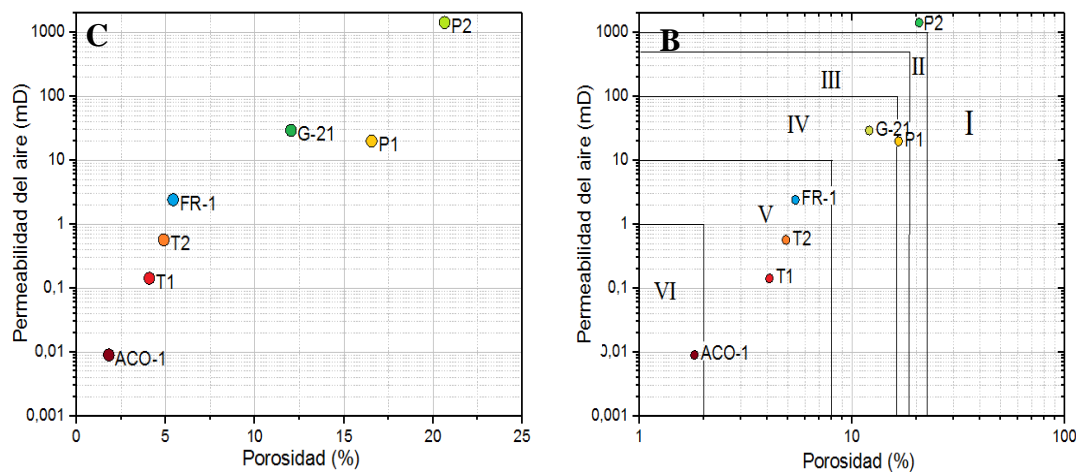 C
Permeabilidad del aire (mD)
1000
100
10
1
0,1
0,01
0,001
P2
G-21
P1
FR-1
T2
T1
ACO-1
0
5
10
15
20
25
Porosidad (%)
B
Permeabilidad del aire (mD)
1000
100
10
1
0,1
0,01
0,001
P2
II
III
I
IV
G-21
P1
FR-1
V
T2
T1
VI
ACO-1
1
10
100
Porosidad (%)